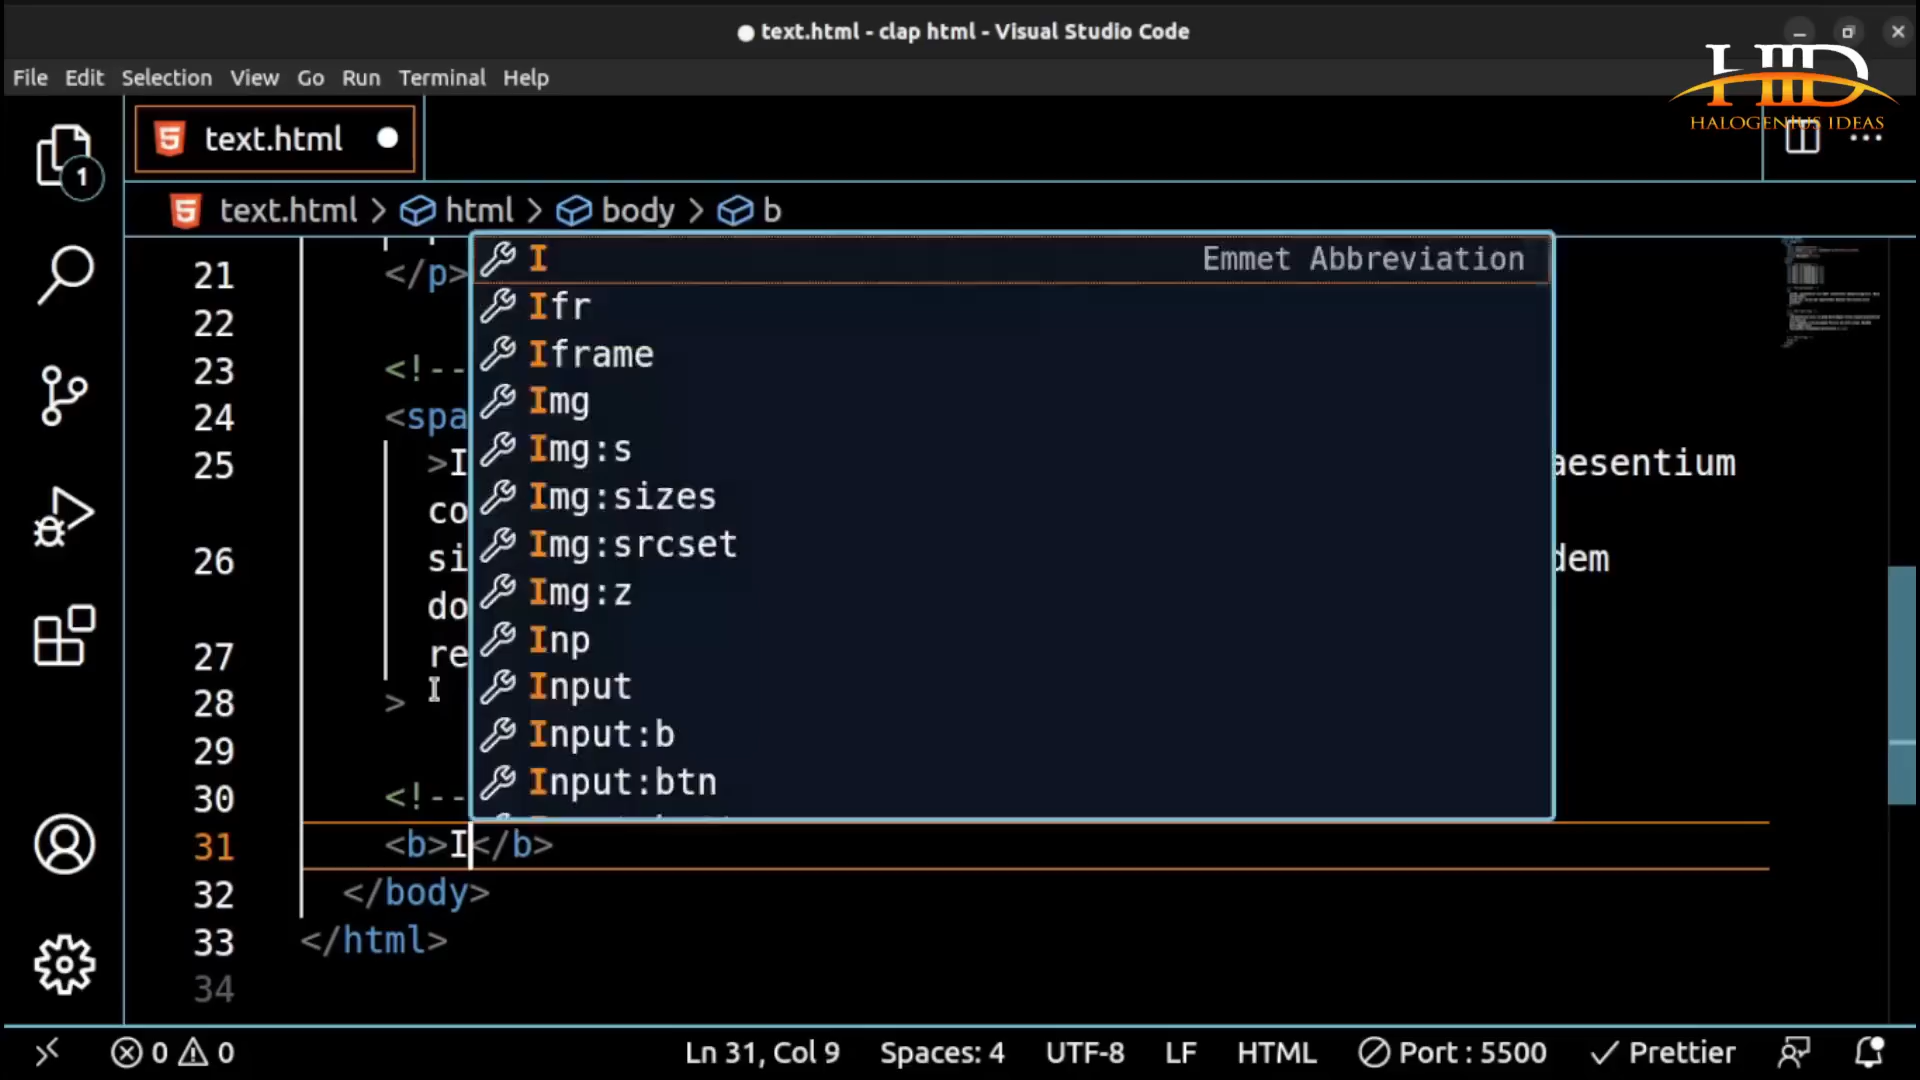 text.html - clap html - Visual Studio Code
File Edit Selection View Go Run Terminal Help
HID
HALOGENIUS IDEAS
text.html
1
text.html > html > body > b
21 </p>
22
23 <!--
24 <spa
25 >I aesentium
co
26 si dem
do
27 re
28 >
29
30 <!--
31 <b>I</b>
32 </body>
33 </html>
34
I Emmet Abbreviation
Ifr
Iframe
Img
Img:s
Img:sizes
Img:srcset
Img:z
Inp
Input
Input:b
Input:btn
0 0 Ln 31, Col 9 Spaces: 4 UTF-8 LF HTML Port : 5500 Prettier